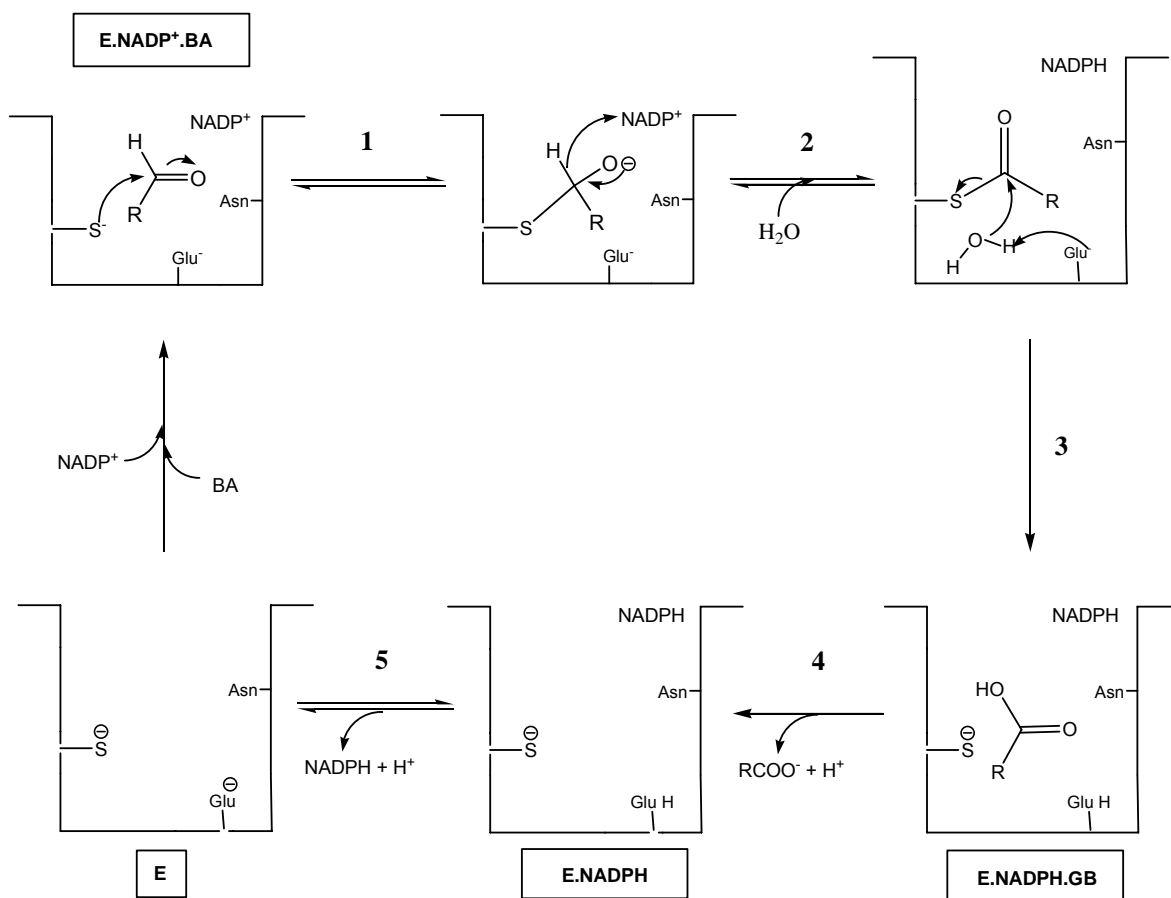 E.NADP⁺.BA
H
NADP⁺
O
R
S⁻
Asn
Glu⁻
1
NADP⁺
H
O⊖
S
R
Asn
Glu⁻
2
H₂O
NADPH
O
Asn
S
R
O
H
H
Glu⁻
NADP⁺
BA
3
Asn
S⊖
Glu⊖
E
5
NADPH + H⁺
NADPH
Asn
S⊖
Glu H
E.NADPH
4
RCOO⁻ + H⁺
NADPH
HO
Asn
O
S⊖
R
Glu H
E.NADPH.GB